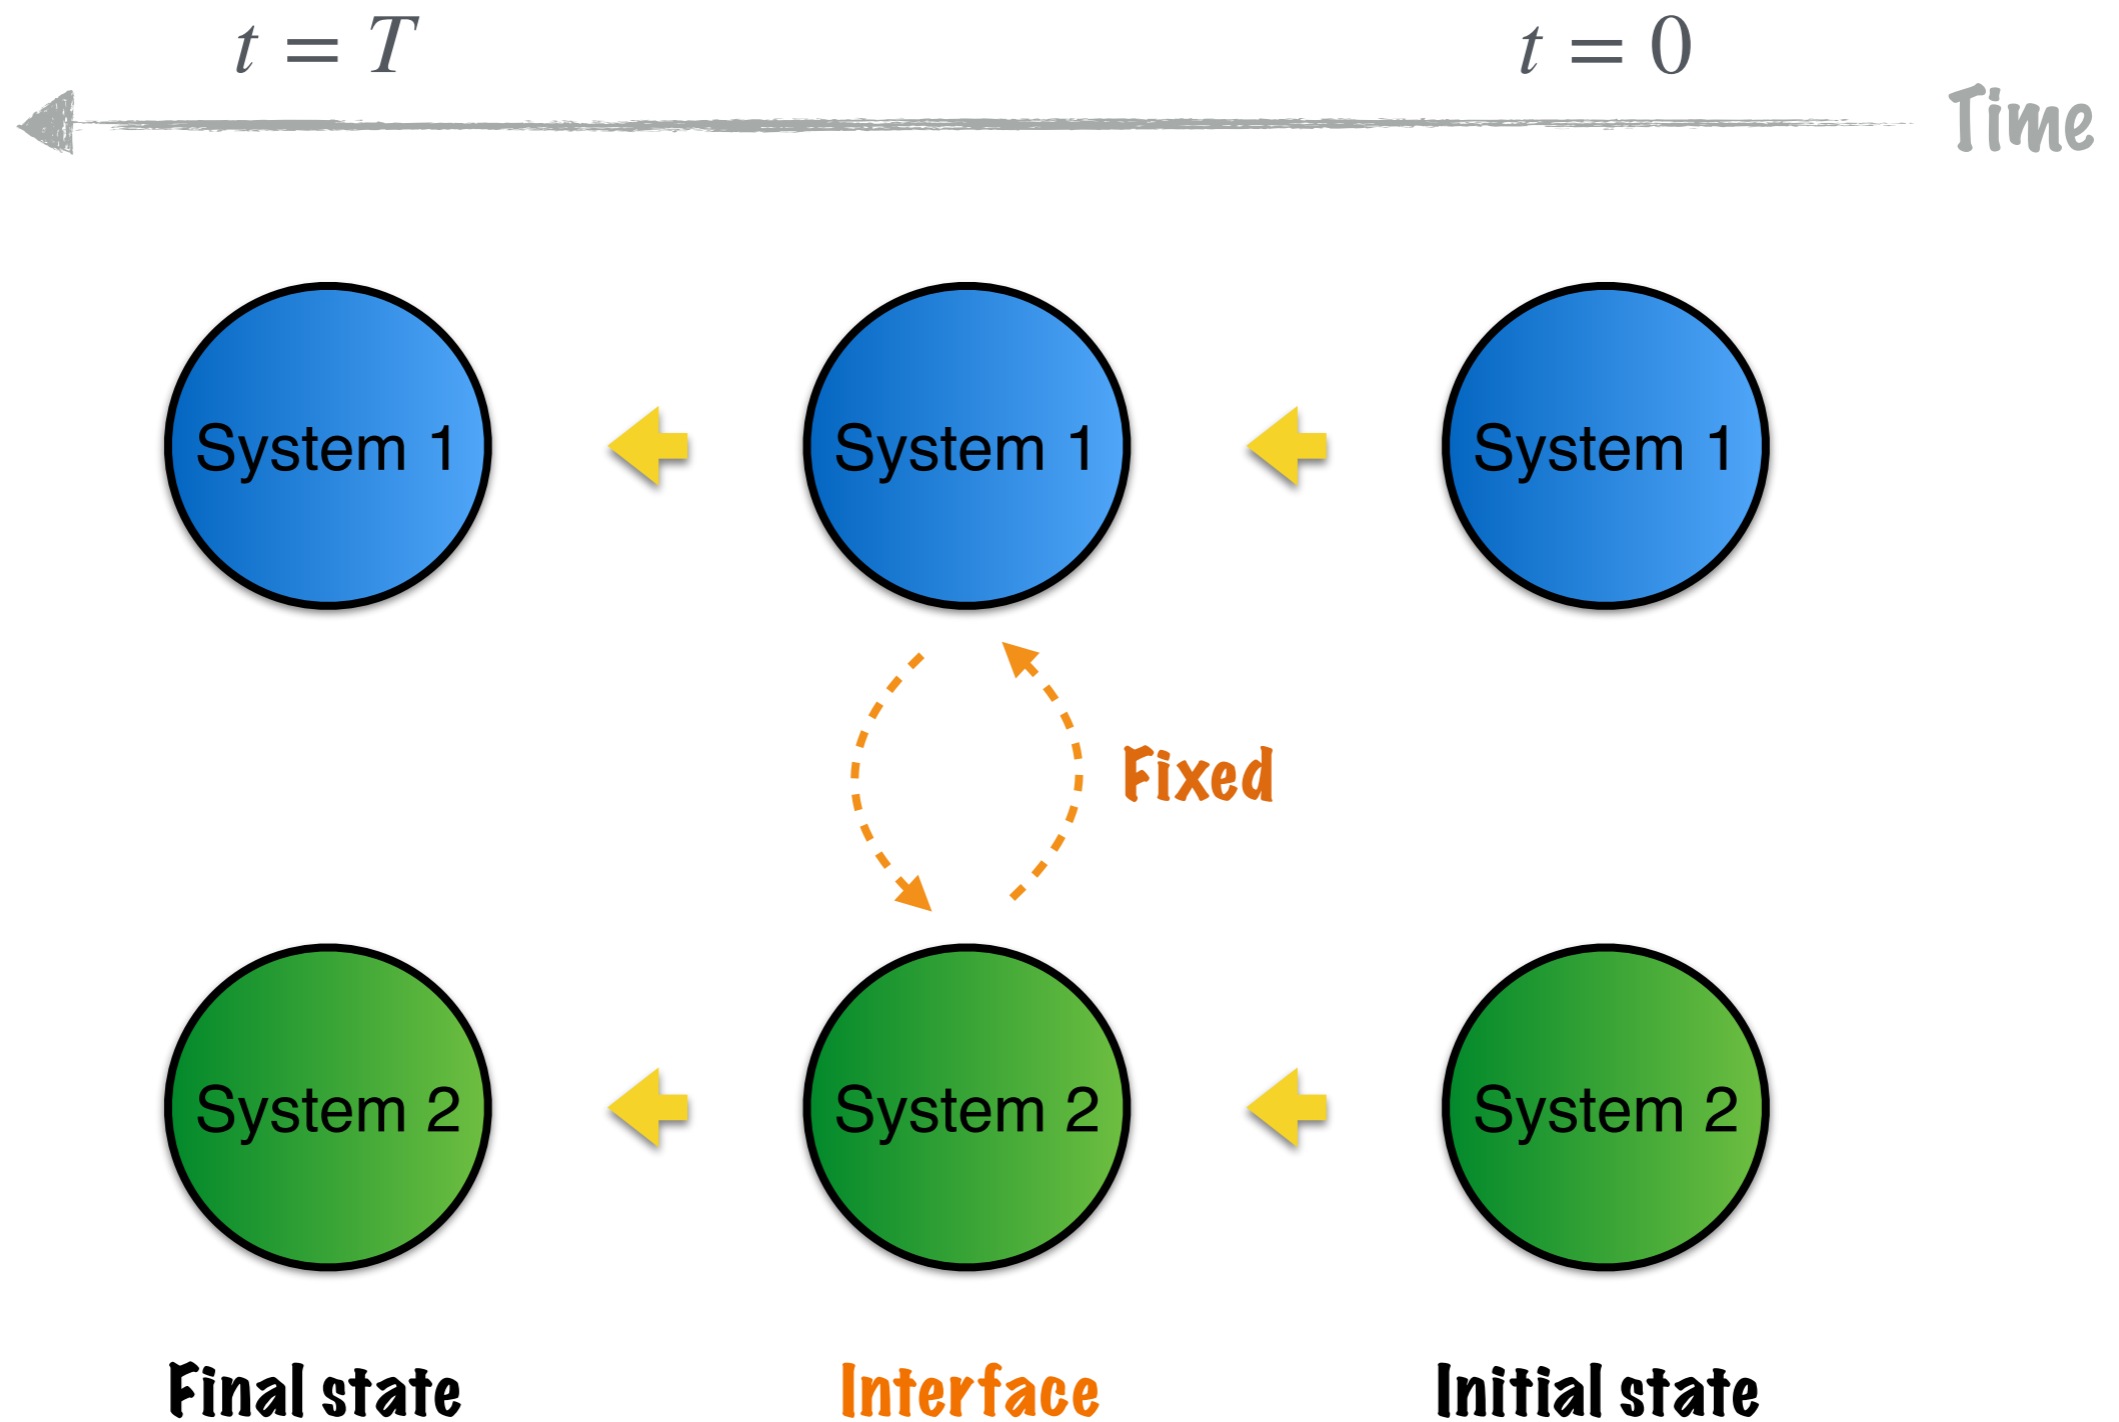 t = T
t = 0
Time
System 1
System 1
System 1
Fixed
System 2
System 2
System 2
Final state
Interface
Initial state